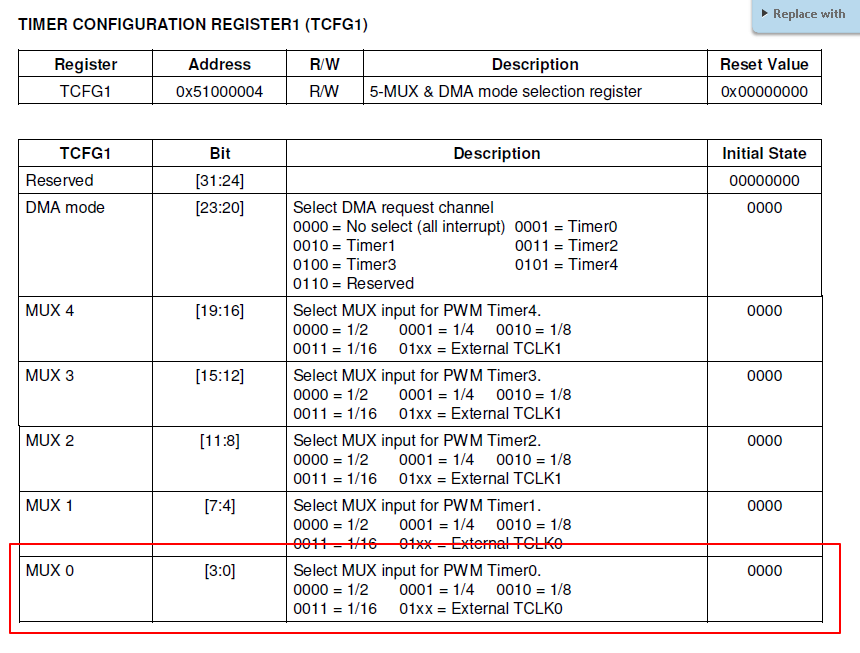 Replace with
TIMER CONFIGURATION REGISTER1 (TCFG1)
Register Address R/W Description Reset Value
TCFG1 0x51000004 R/W 5-MUX & DMA mode selection register 0x00000000
TCFG1 Bit Description Initial State
Reserved [31:24] 00000000
DMA mode [23:20] Select DMA request channel 0000
0000 = No select (all interrupt) 0001 = Timer0
0010 = Timer1 0011 = Timer2
0100 = Timer3 0101 = Timer4
0110 = Reserved
MUX 4 [19:16] Select MUX input for PWM Timer4. 0000
0000 = 1/2 0001 = 1/4 0010 = 1/8
0011 = 1/16 01xx = External TCLK1
MUX 3 [15:12] Select MUX input for PWM Timer3. 0000
0000 = 1/2 0001 = 1/4 0010 = 1/8
0011 = 1/16 01xx = External TCLK1
MUX 2 [11:8] Select MUX input for PWM Timer2. 0000
0000 = 1/2 0001 = 1/4 0010 = 1/8
0011 = 1/16 01xx = External TCLK1
MUX 1 [7:4] Select MUX input for PWM Timer1. 0000
0000 = 1/2 0001 = 1/4 0010 = 1/8
0011 = 1/16 01xx = External TCLK0
MUX 0 [3:0] Select MUX input for PWM Timer0. 0000
0000 = 1/2 0001 = 1/4 0010 = 1/8
0011 = 1/16 01xx = External TCLK0